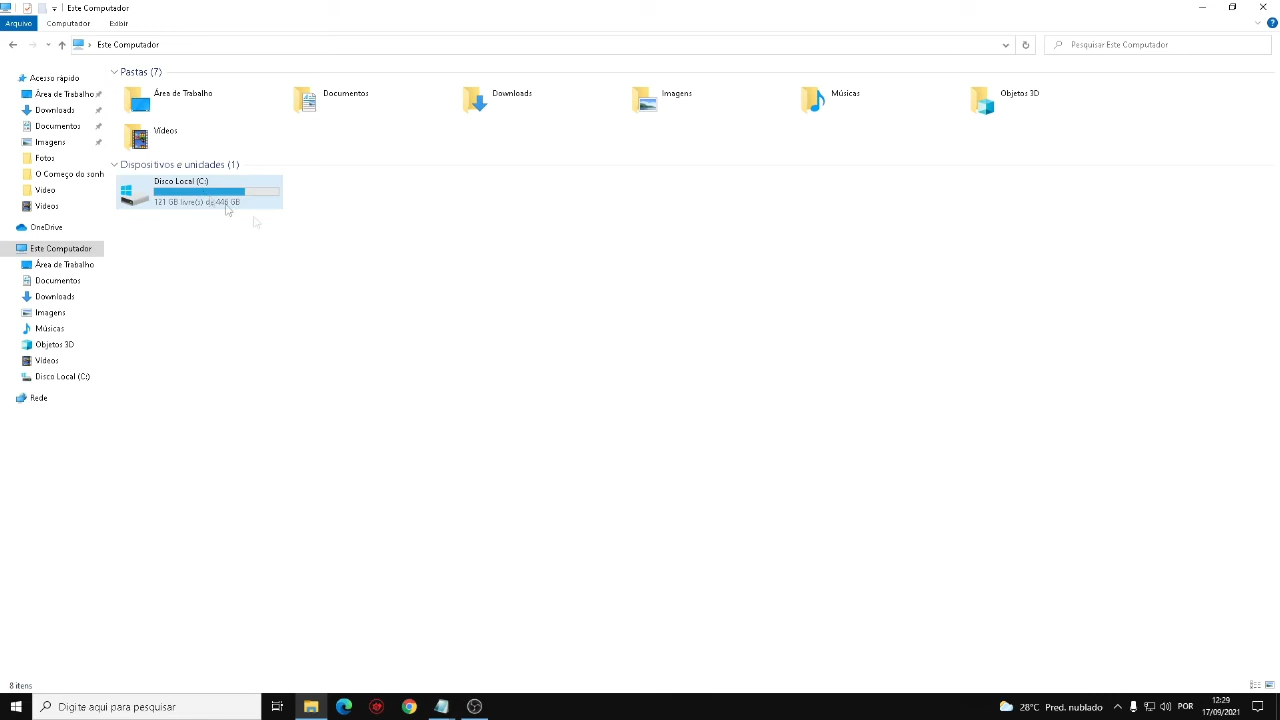 Este Computador
Arquivo Computador Exibir
Este Computador
Pesquisar Este Computador
Acesso rápido
Área de Trabalho
Downloads
Documentos
Imagens
Fotos
O Começo do sonh
Video
Vídeos
OneDrive
Este Computador
Área de Trabalho
Documentos
Downloads
Imagens
Músicas
Objetos 3D
Vídeos
Disco Local (C:)
Rede
Pastas (7)
Área de Trabalho
Documentos
Downloads
Imagens
Músicas
Objetos 3D
Vídeos
Dispositivos e unidades (1)
Disco Local (C:)
121 GB livre(s) de 446 GB
8 itens
Digite aqui para pesquisar
28°C Pred. nublado
POR
12:29
17/09/2021